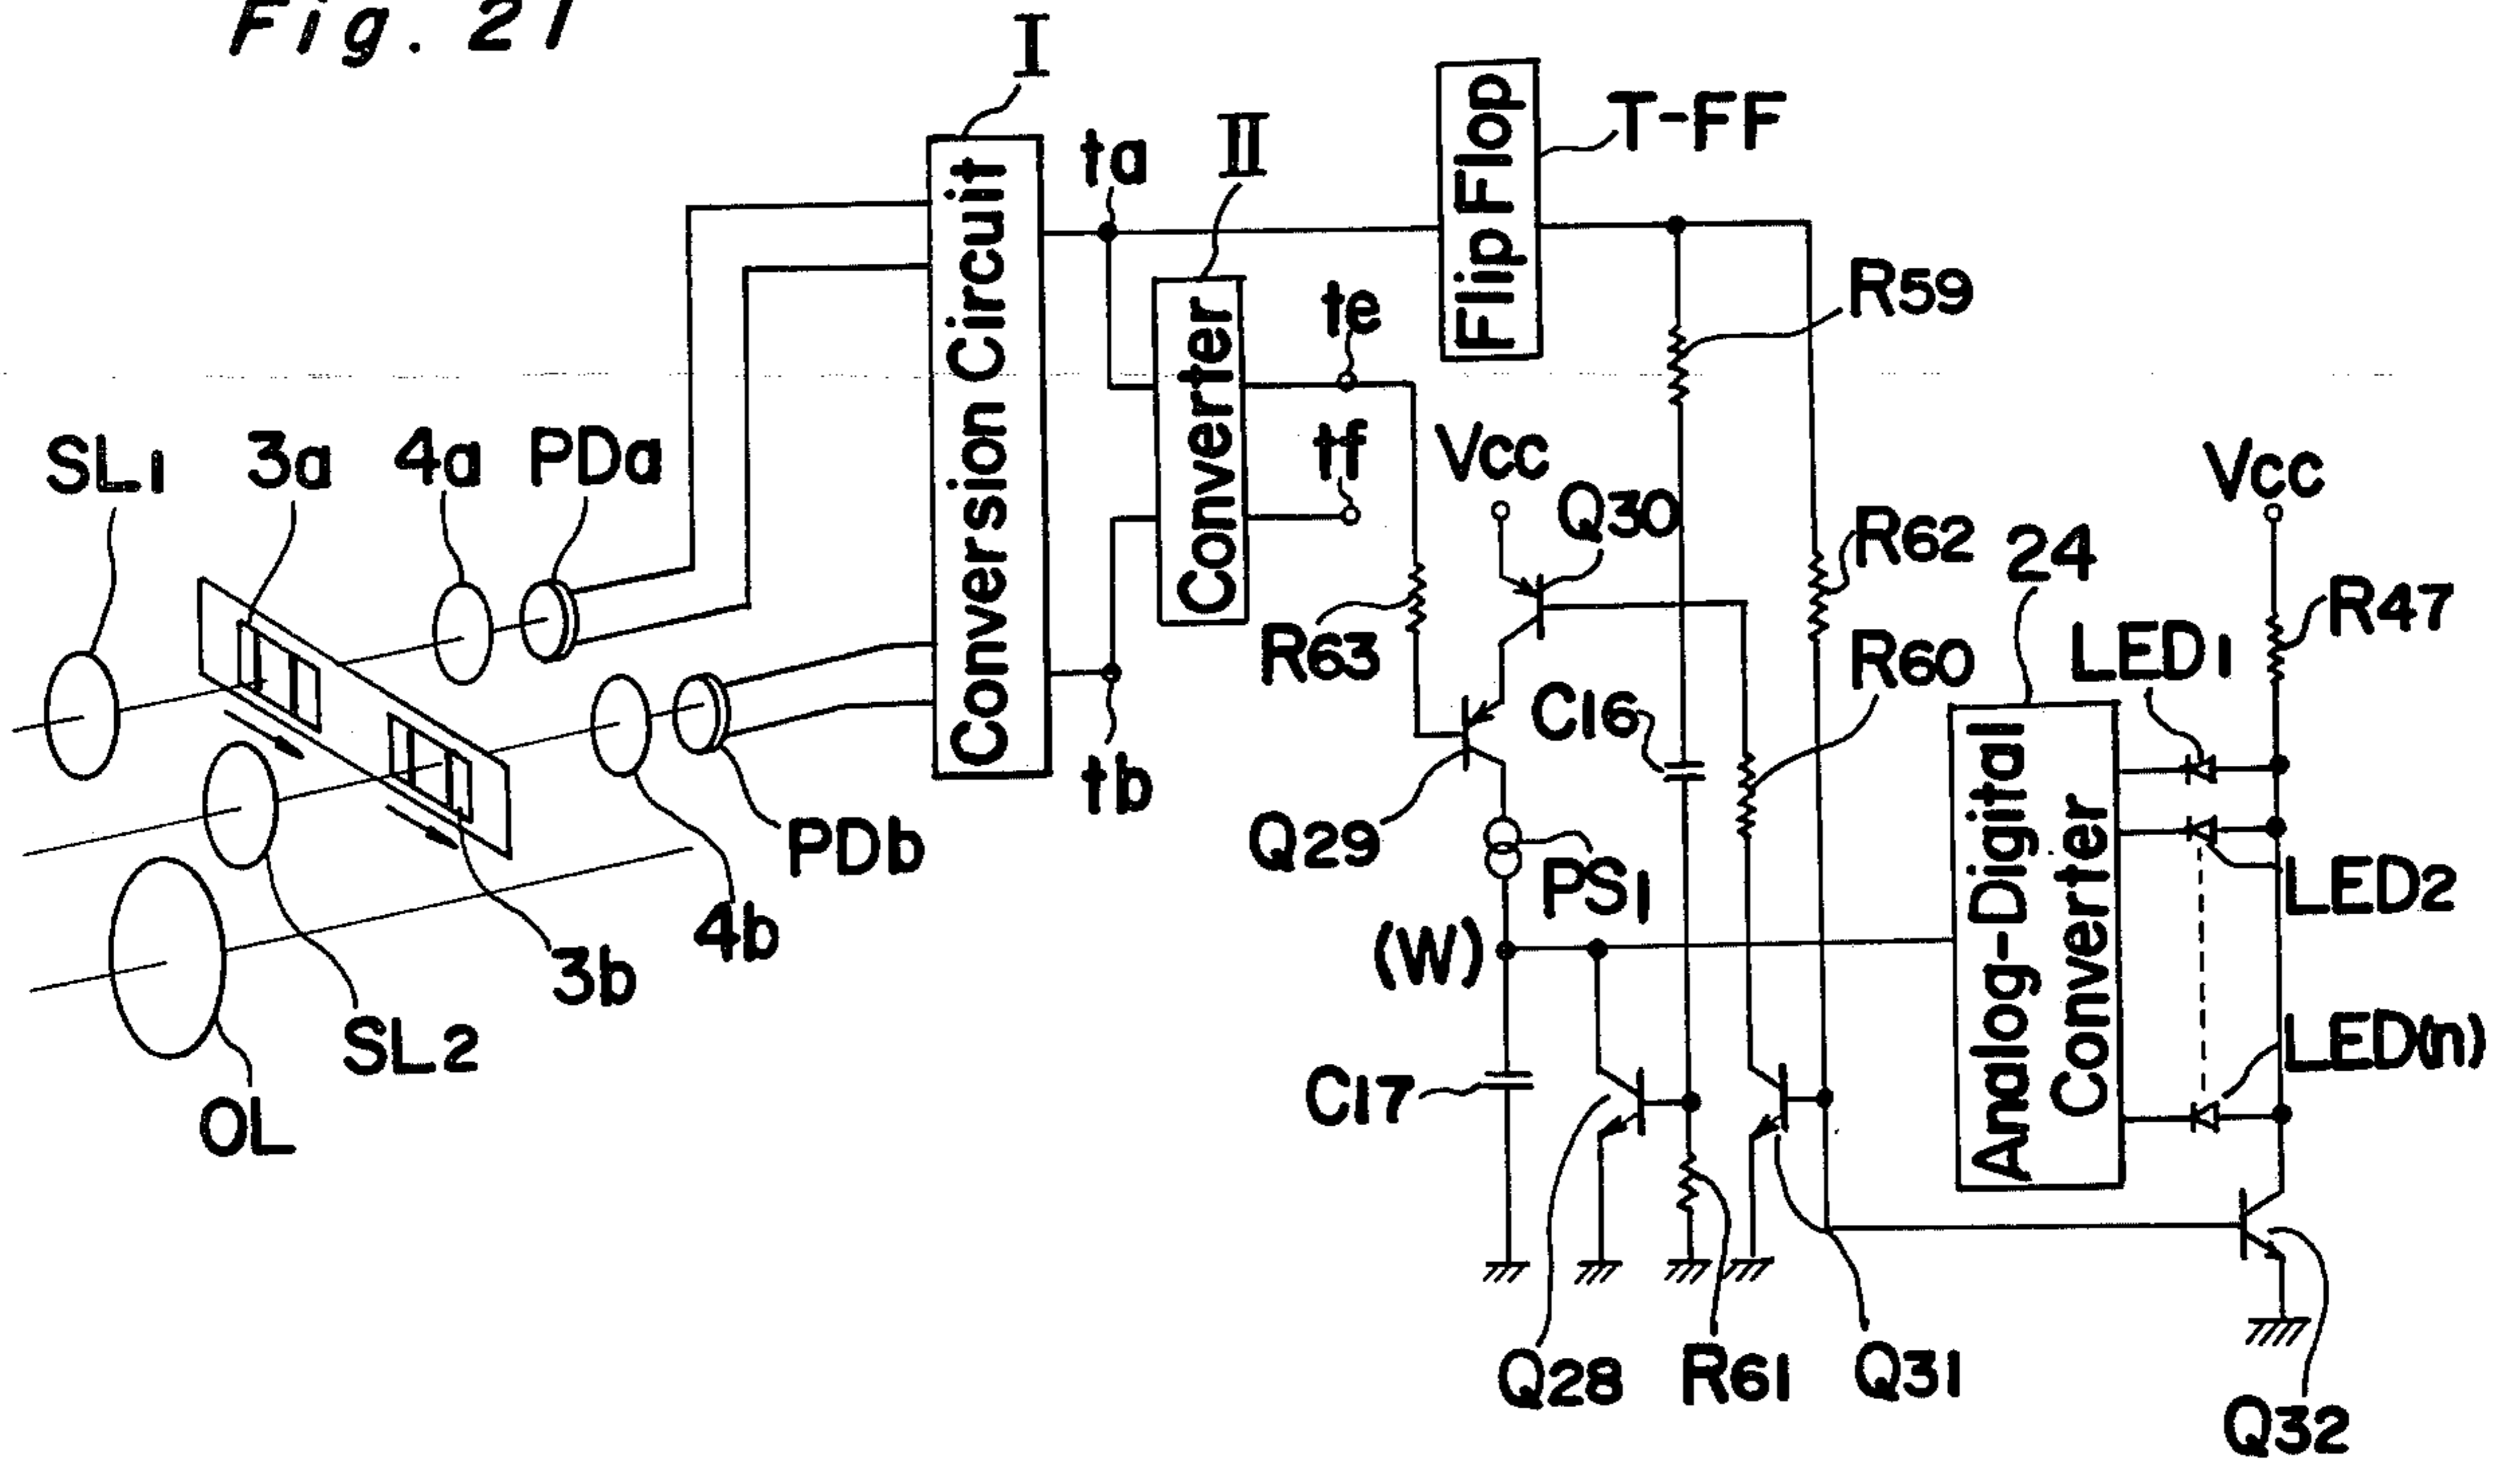 Fig. 21
I
ta
II
T-FF
Flip Flop
Conversion Circuit
Converter
te
R59
tf
Vcc
Q30
Vcc
SL1
3a
4a
PDa
R62
24
R47
R63
LED1
R60
C16
tb
Q29
PDb
PS1
Analog-Digital
Converter
LED2
4b
(W)
3b
SL2
LED(n)
C17
OL
Q28
R61
Q31
Q32